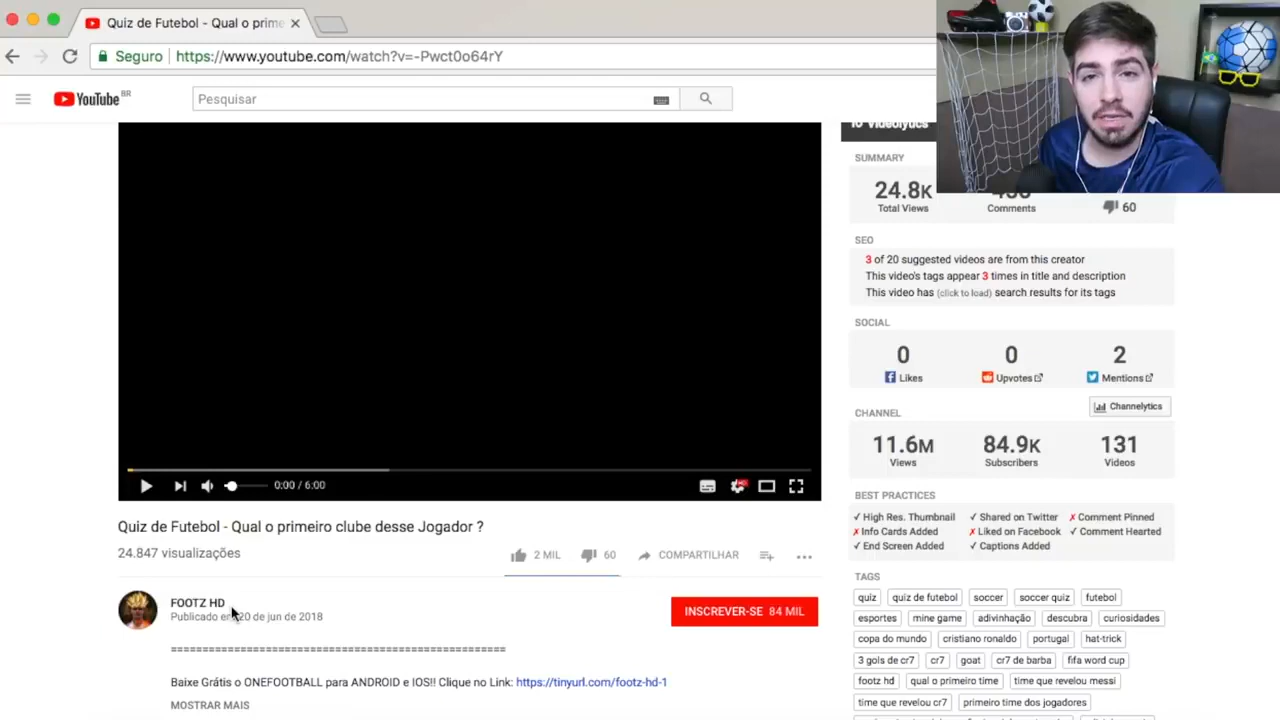 Quiz de Futebol - Qual o prime
Seguro https://www.youtube.com/watch?v=-Pwct0o64rY
YouTube BR
Pesquisar
SUMMARY
24.8K
Total Views
Comments
60
SEO
3 of 20 suggested videos are from this creator
This video's tags appear 3 times in title and description
This video has (click to load) search results for its tags
SOCIAL
0 0 2
Likes Upvotes Mentions
CHANNEL Channelytics
11.6M 84.9K 131
Views Subscribers Videos
BEST PRACTICES
✓ High Res. Thumbnail ✓ Shared on Twitter ✗ Comment Pinned
✗ Info Cards Added ✗ Liked on Facebook ✓ Comment Hearted
✓ End Screen Added ✓ Captions Added
TAGS
quiz quiz de futebol soccer soccer quiz futebol
esportes mine game adivinhação descubra curiosidades
copa do mundo cristiano ronaldo portugal hat-trick
3 gols de cr7 cr7 goat cr7 de barba fifa world cup
footz hd qual o primeiro time time que revelou messi
time que revelou cr7 primeiro time dos jogadores
0:00 / 6:00
Quiz de Futebol - Qual o primeiro clube desse Jogador ?
24.847 visualizações
2 MIL 60 COMPARTILHAR
FOOTZ HD
Publicado em 20 de jun de 2018
INSCREVER-SE 84 MIL
====================================================
Baixe Grátis o ONEFOOTBALL para ANDROID e IOS!! Clique no Link: https://tinyurl.com/footz-hd-1
MOSTRAR MAIS